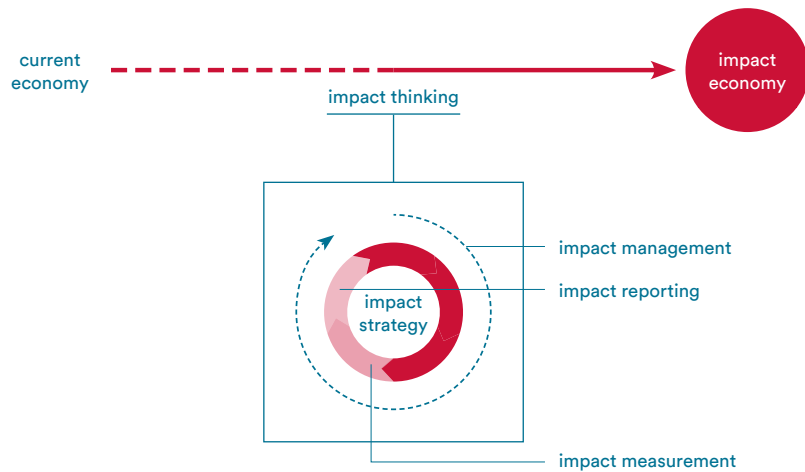 current
economy
impact
economy
impact thinking
impact management
impact reporting
impact
strategy
impact measurement